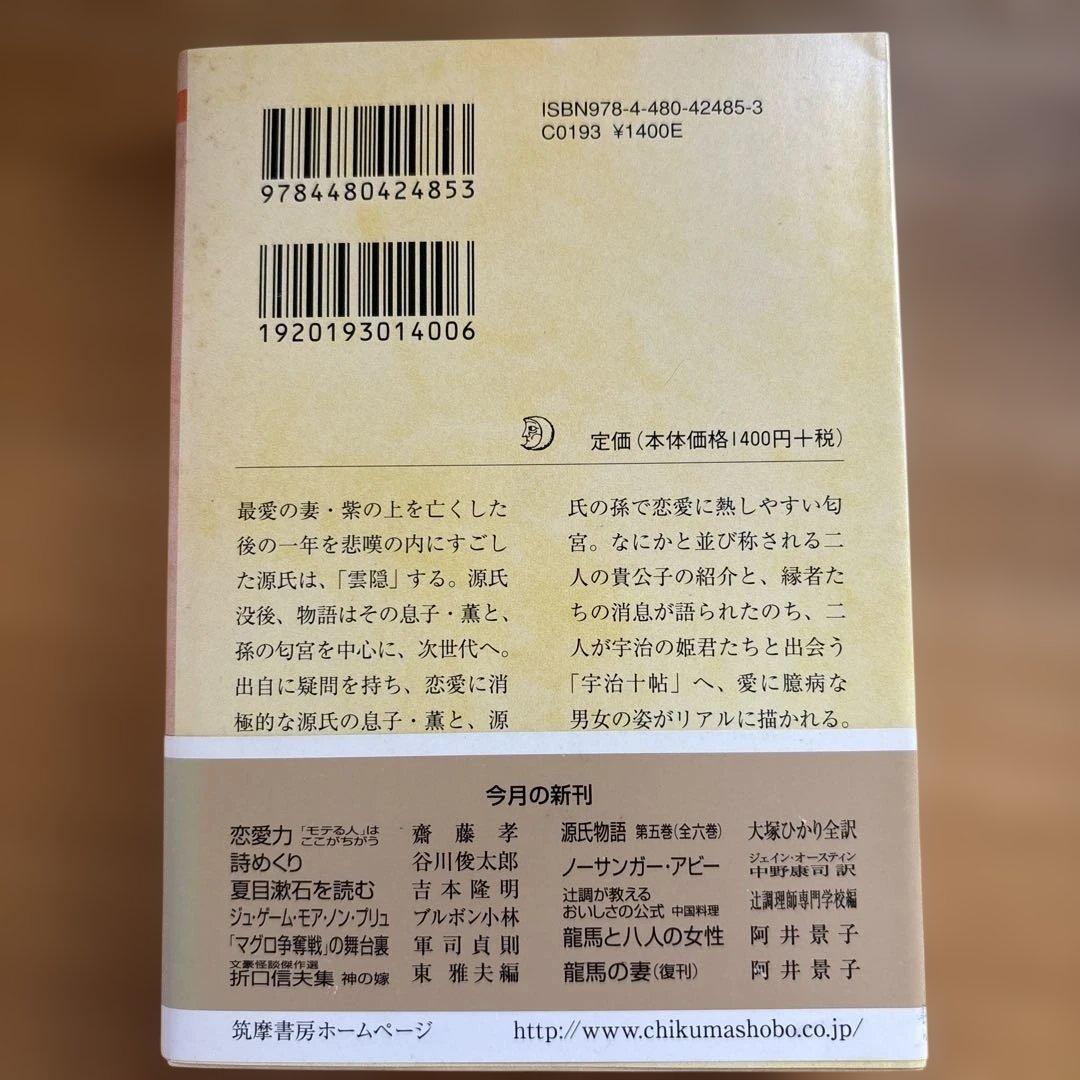 ISBN978-4-480-42485-3
C0193 ¥1400E
9784480424853
1920193014006
定価(本体価格1400円+税)
最愛の妻・紫の上を亡くした
後の一年を悲嘆の内にすごし
た源氏は、「雲隠」する。源氏
没後、物語はその息子・薫と、
孫の匂宮を中心に、次世代へ。
出自に疑問を持ち、恋愛に消
極的な源氏の息子・薫と、源
氏の孫で恋愛に熱しやすい匂
宮。なにかと並び称される二
人の貴公子の紹介と、縁者た
ちの消息が語られたのち、二
人が宇治の姫君たちと出会う
「宇治十帖」へ、愛に臆病な
男女の姿がリアルに描かれる。
今月の新刊
恋愛力 「モテる人」はここがちがう 齋藤孝
詩めくり 谷川俊太郎
夏目漱石を読む 吉本隆明
ジュ・ゲーム・モア・ノン・プリュ ブルボン小林
「マグロ争奪戦」の舞台裏 軍司貞則
文豪怪談傑作選
折口信夫集 神の嫁 東雅夫編
源氏物語 第五巻(全六巻) 大塚ひかり全訳
ノーサンガー・アビー ジェイン・オースティン 中野康司訳
辻調が教える
おいしさの公式 中国料理 辻調理師専門学校編
龍馬と八人の女性 阿井景子
龍馬の妻(復刊) 阿井景子
筑摩書房ホームページ http://www.chikumashobo.co.jp/